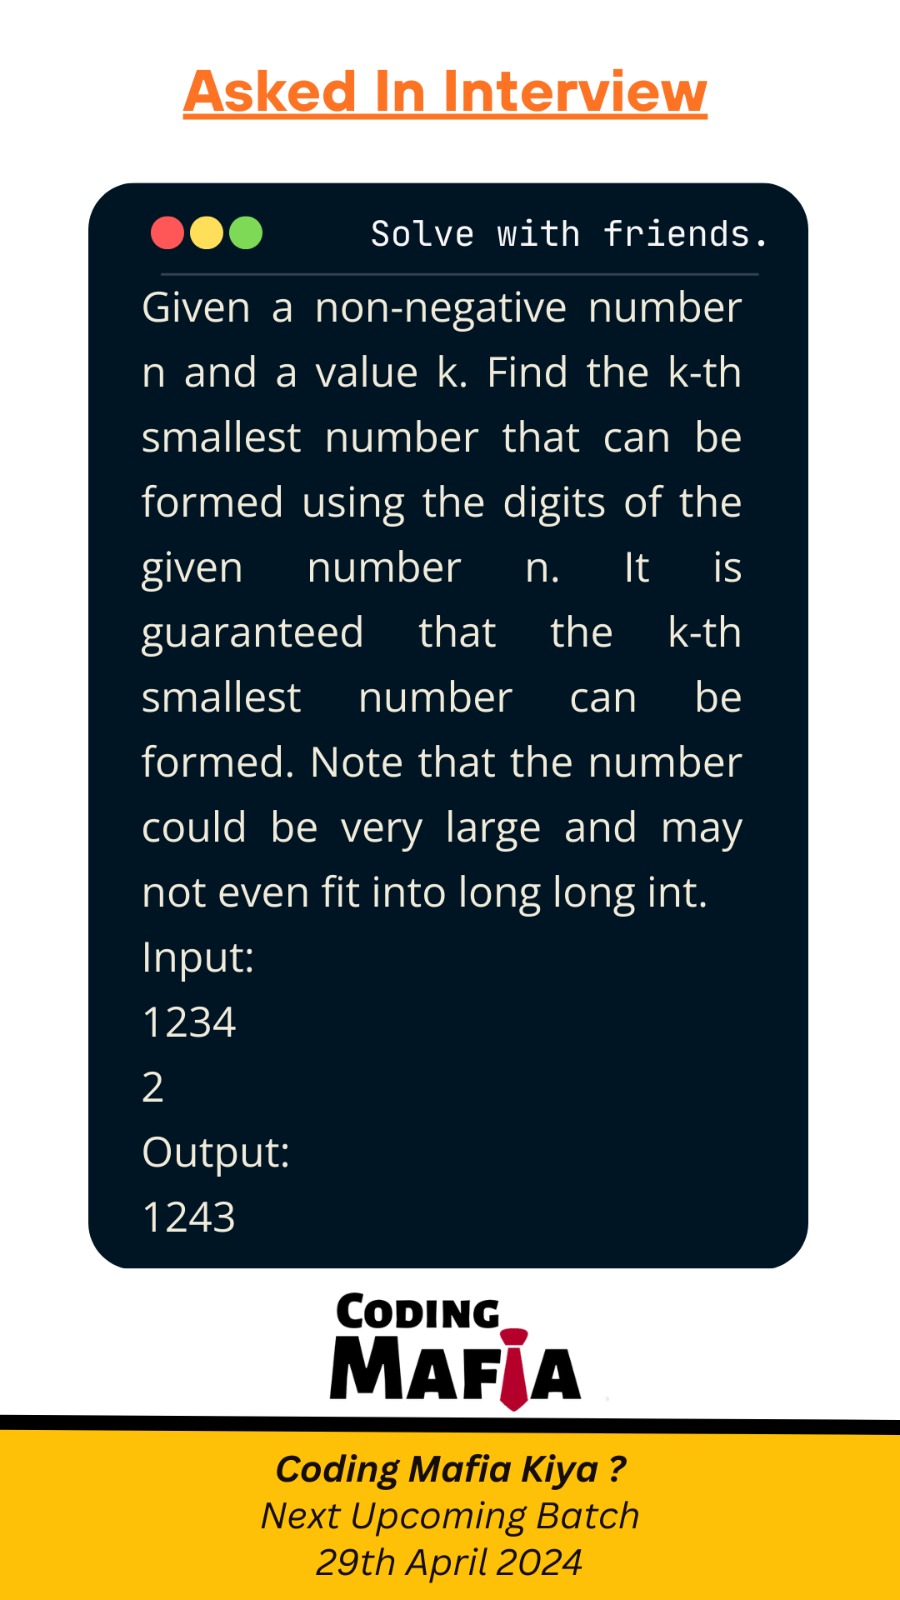 Asked In Interview
Solve with friends.
Given a non-negative number
n and a value k. Find the k-th
smallest number that can be
formed using the digits of the
given number n. It is
guaranteed that the k-th
smallest number can be
formed. Note that the number
could be very large and may
not even fit into long long int.
Input:
1234
2
Output:
1243
CODING
MAFIA
Coding Mafia Kiya ?
Next Upcoming Batch
29th April 2024